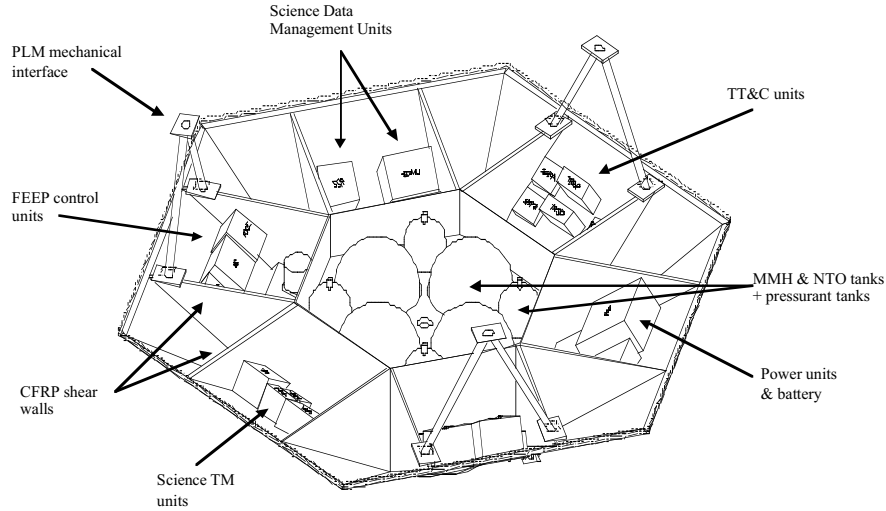 Science Data
Management Units
PLM mechanical
interface
TT&C units
FEEP control
units
MMH & NTO tanks
+ pressurant tanks
Power units
& battery
CFRP shear
walls
Science TM
units